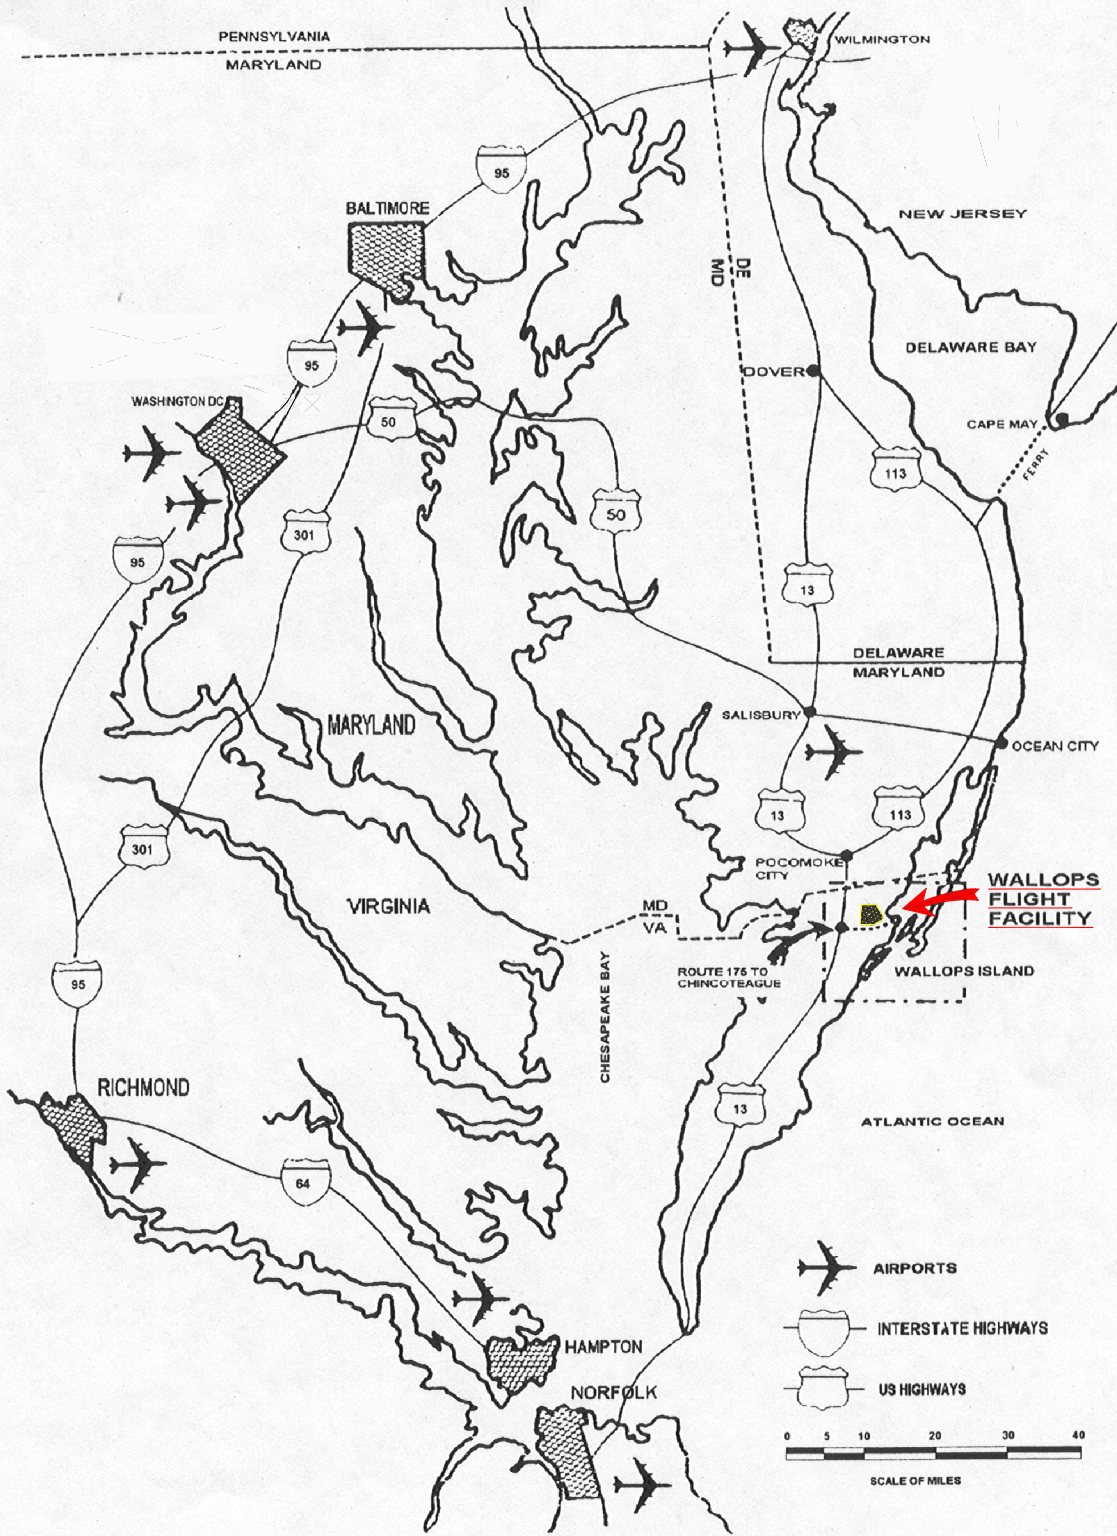 PENNSYLVANIA
MARYLAND
WILMINGTON
95
BALTIMORE
NEW JERSEY
DE
MD
DELAWARE BAY
95
DOVER
WASHINGTON DC
50
CAPE MAY
FERRY
113
50
301
95
13
DELAWARE
MARYLAND
SALISBURY
MARYLAND
OCEAN CITY
13
113
301
POCOMOKE
CITY
WALLOPS
FLIGHT
FACILITY
VIRGINIA
MD
VA
ROUTE 175 TO
CHINCOTEAGUE
WALLOPS ISLAND
95
CHESAPEAKE BAY
RICHMOND
13
ATLANTIC OCEAN
64
AIRPORTS
INTERSTATE HIGHWAYS
HAMPTON
US HIGHWAYS
NORFOLK
0 5 10 20 30 40
SCALE OF MILES